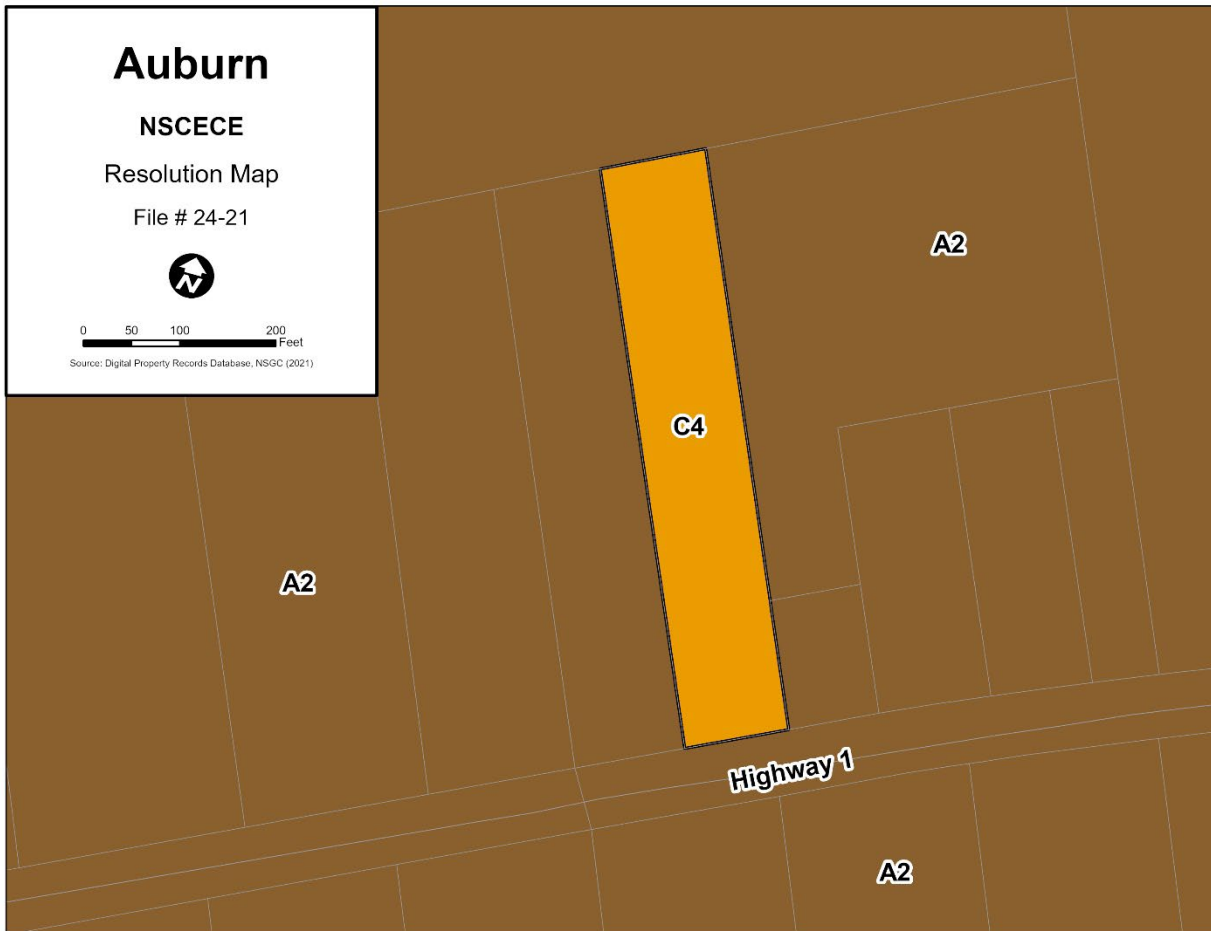 Auburn
NSCECE
Resolution Map
File # 24-21
N
0 50 100 200
Feet
Source: Digital Property Records Database, NSGC (2021)
A2
C4
A2
Highway 1
A2